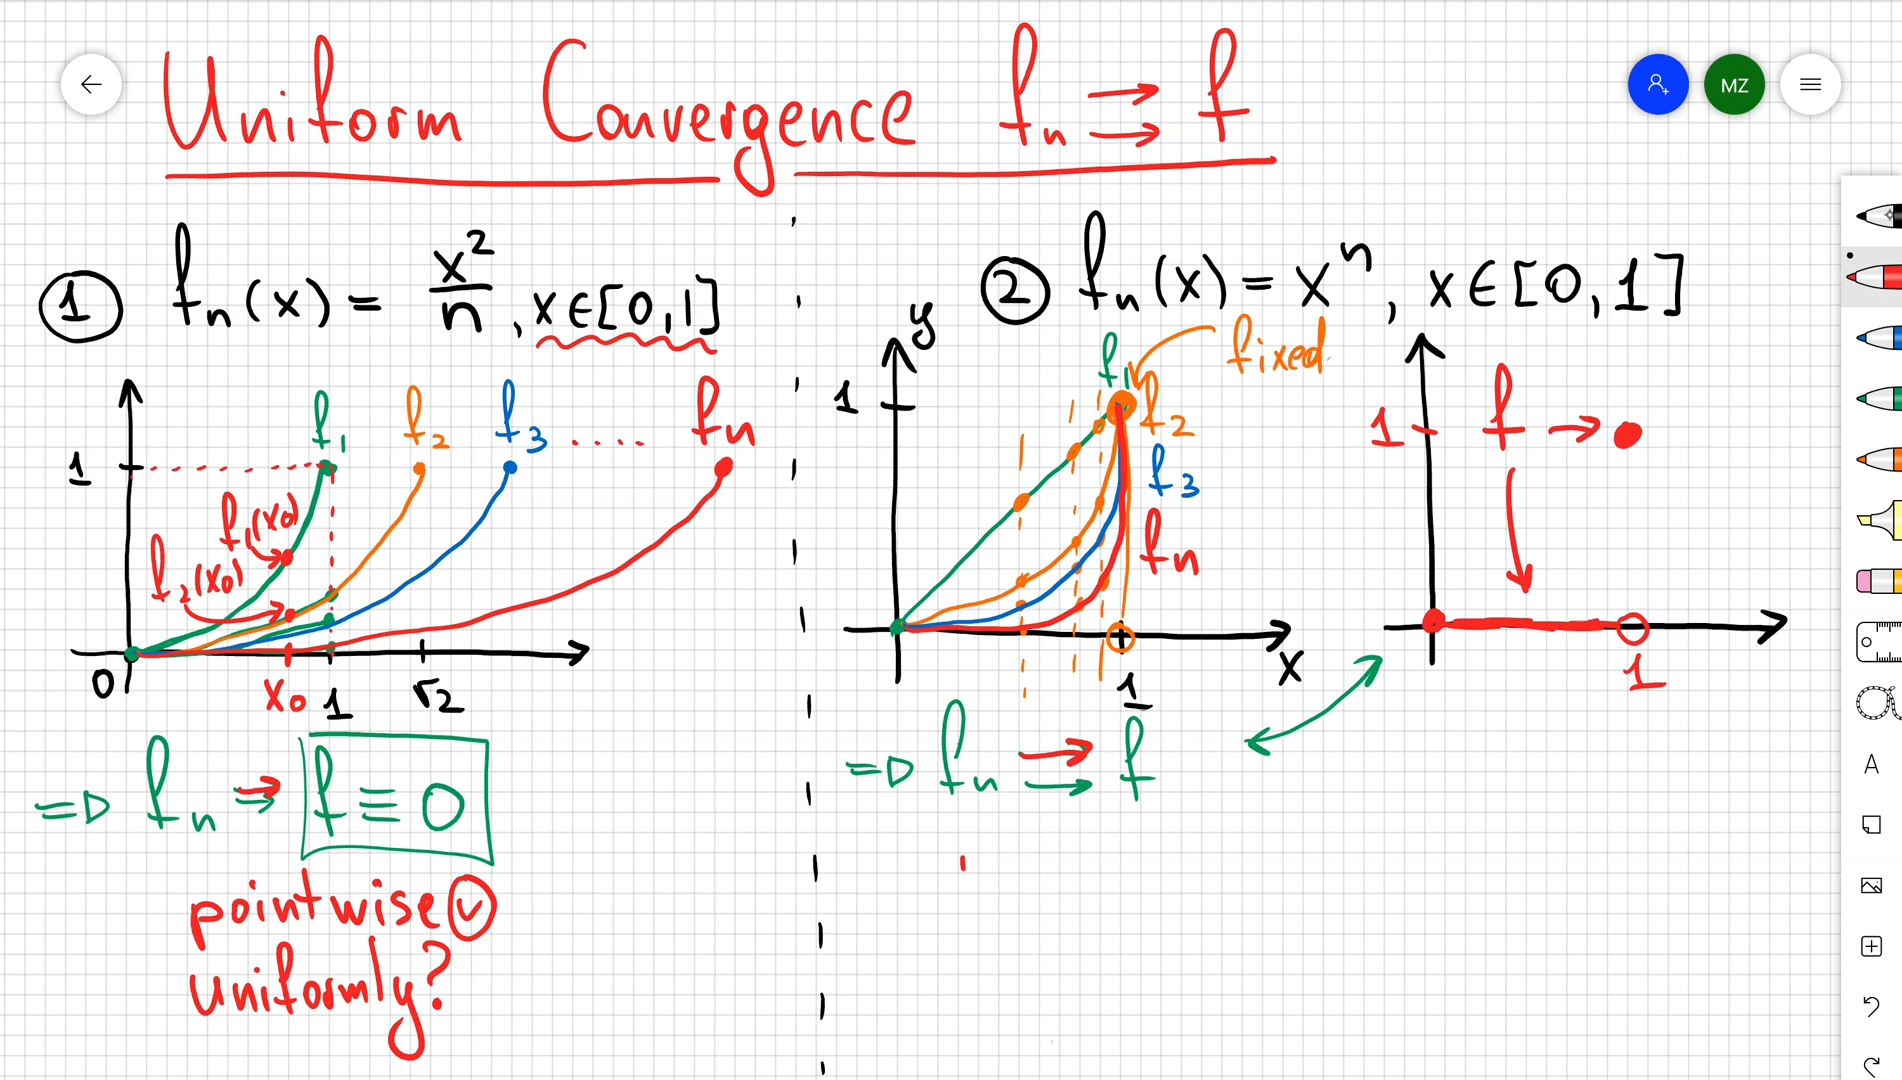 Uniform Convergence fn ⇉ f
MZ
① fn(x) = x²/n, x∈[0,1]
1
f1
f2
f3
....
fn
f1(x0)
f2(x0)
0
x0
1
√2
=> fn ⇉ f ≡ 0
pointwise ✓
uniformly?
② fn(x) = xⁿ, x∈[0,1]
y
1
f1
fixed
f2
f3
fn
x
1
=> fn ⇉ f
1
f →
1
A